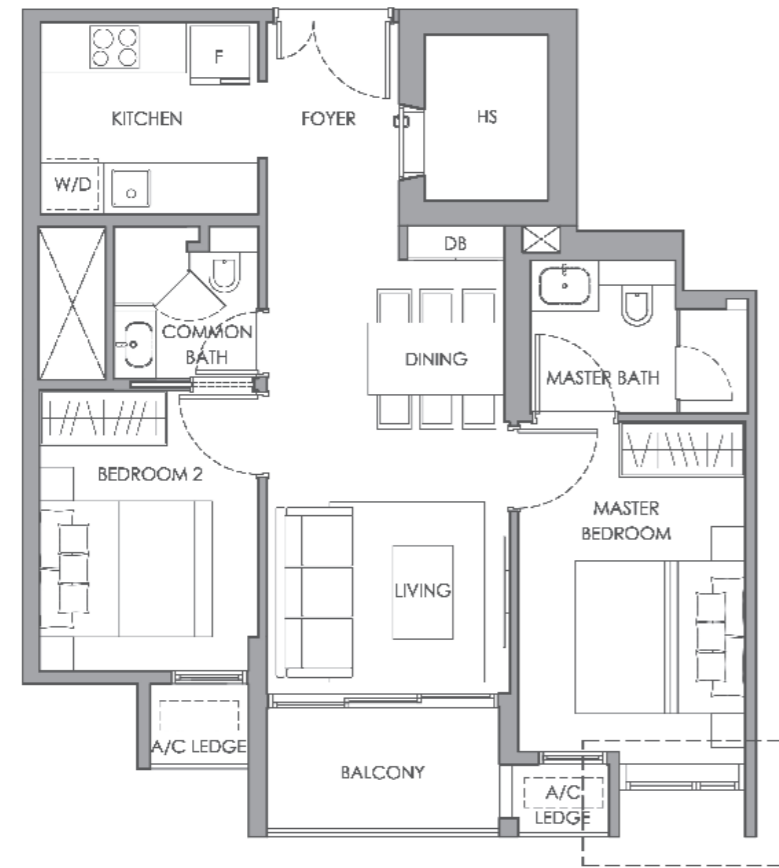 F
KITCHEN
FOYER
HS
W/D
DB
COMMON
BATH
DINING
MASTER BATH
BEDROOM 2
MASTER
BEDROOM
LIVING
A/C LEDGE
BALCONY
A/C
LEDGE